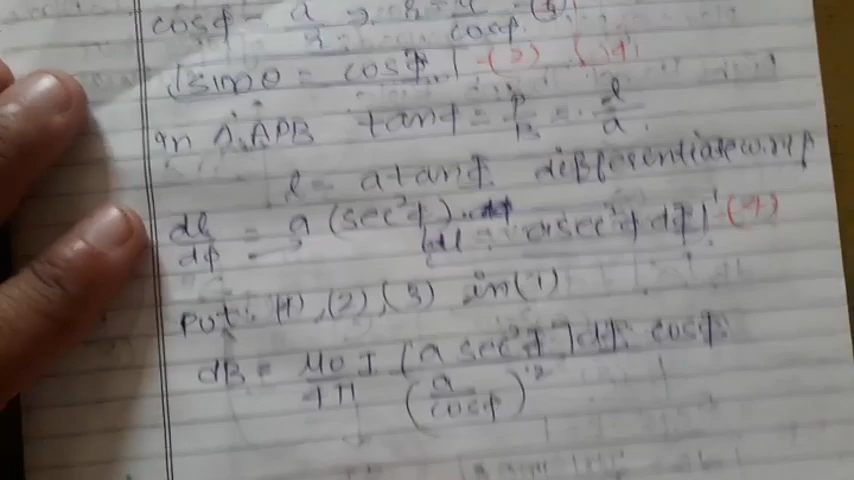 cosφ = a/r ⇒ r = a/cosφ -(3)
sinθ = cosφ -(2)
In Δ APB tanφ = P/B = l/a
l = a tanφ. differentiate w.r.t φ
dl/dφ = a (sec²φ) dl = a sec²φ dφ -(4)
Put (4), (2), (3) in (1)
dB = μ0 I/4π (a sec²φ) dφ cosφ / (a/cosφ)²